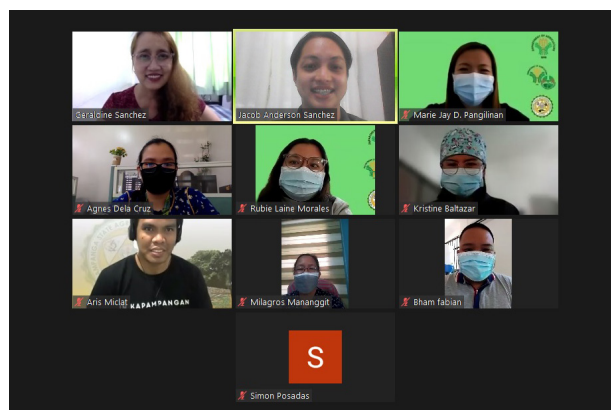 Geraldine Sanchez
Jacob Anderson Sanchez
Marie Jay D. Pangilinan
Agnes Dela Cruz
Rubie Laine Morales
Kristine Baltazar
KAPAMPANGAN
Aris Miclat
Milagros Mananggit
Bham fabian
S
Simon Posadas